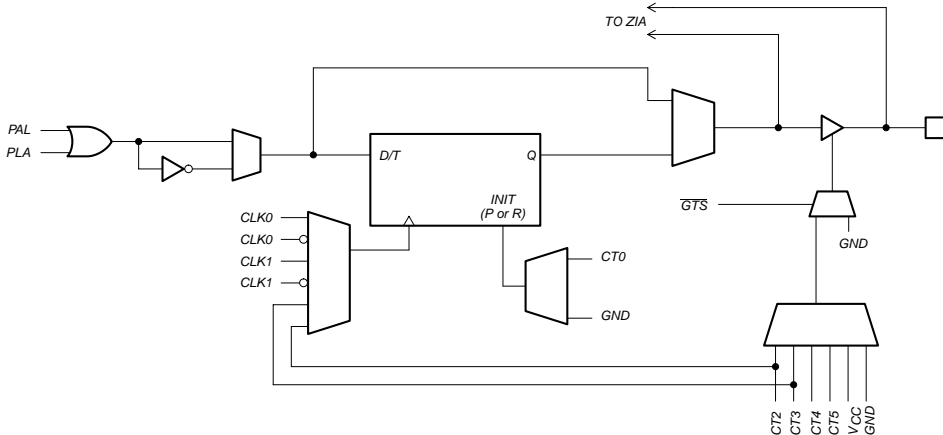 TO ZIA
PAL
PLA
D/T
Q
INIT
(P or R)
CLK0
CLK0
CLK1
CLK1
CT0
GND
GTS
GND
CT2
CT3
CT4
CT5
VCC
GND